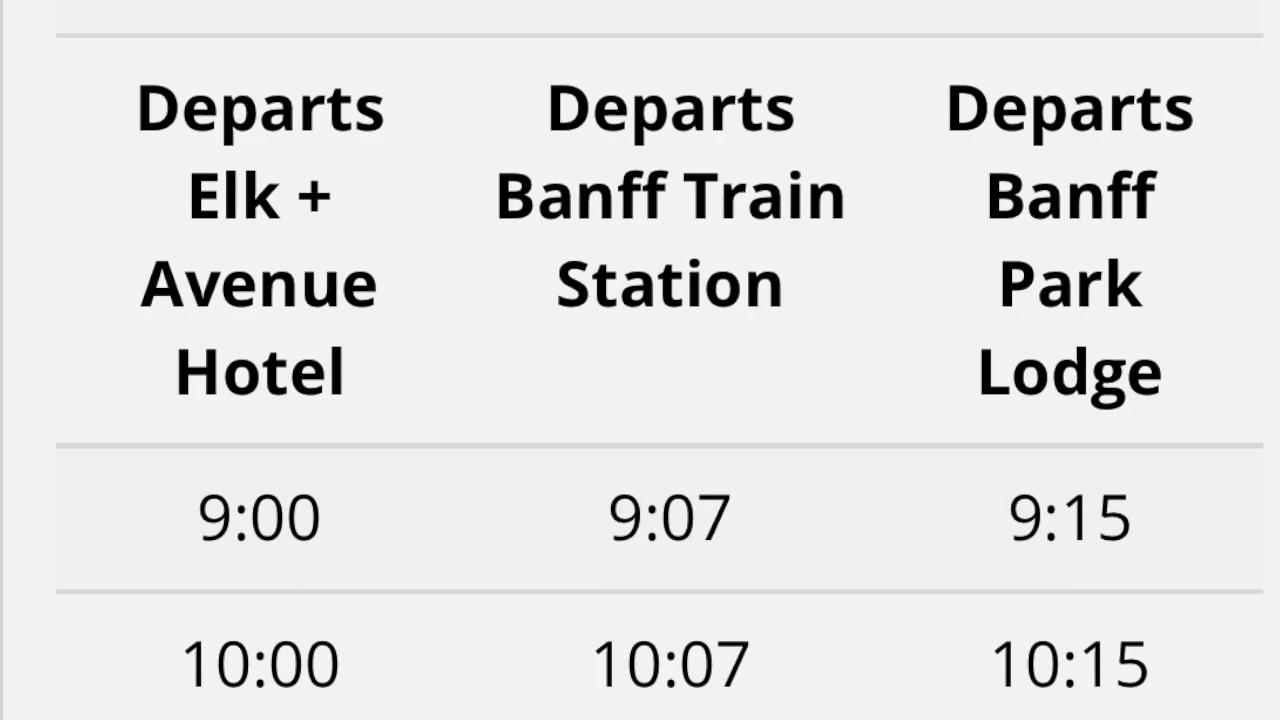 Departs Departs Departs
Elk + Banff Train Banff
Avenue Station Park
Hotel Lodge
9:00 9:07 9:15
10:00 10:07 10:15